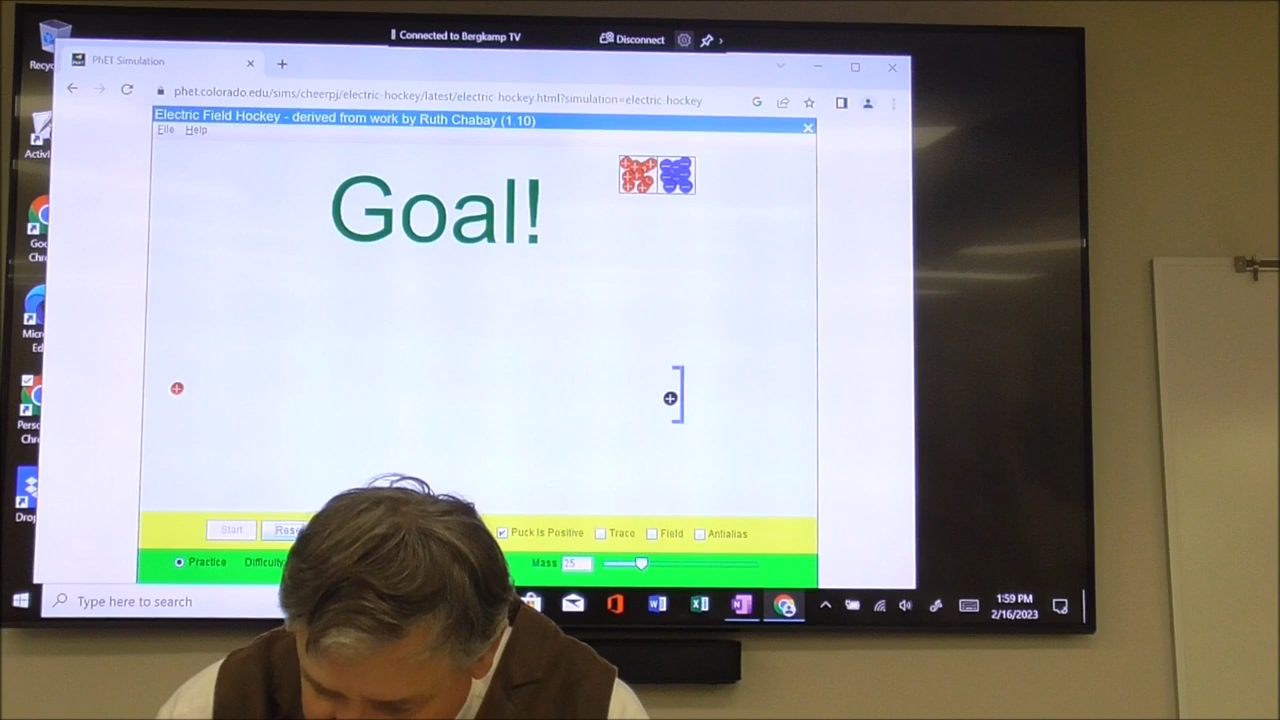 Connected to Bergkamp TV
Disconnect
PhET Simulation
phet.colorado.edu/sims/cheerpj/electric-hockey/latest/electric-hockey.html?simulation=electric-hockey
Electric Field Hockey - derived from work by Ruth Chabay (1.10)
File Help
Goal!
Start
Puck Is Positive
Trace
Field
Antialias
Practice
Mass
25
Type here to search
1:59 PM
2/16/2023